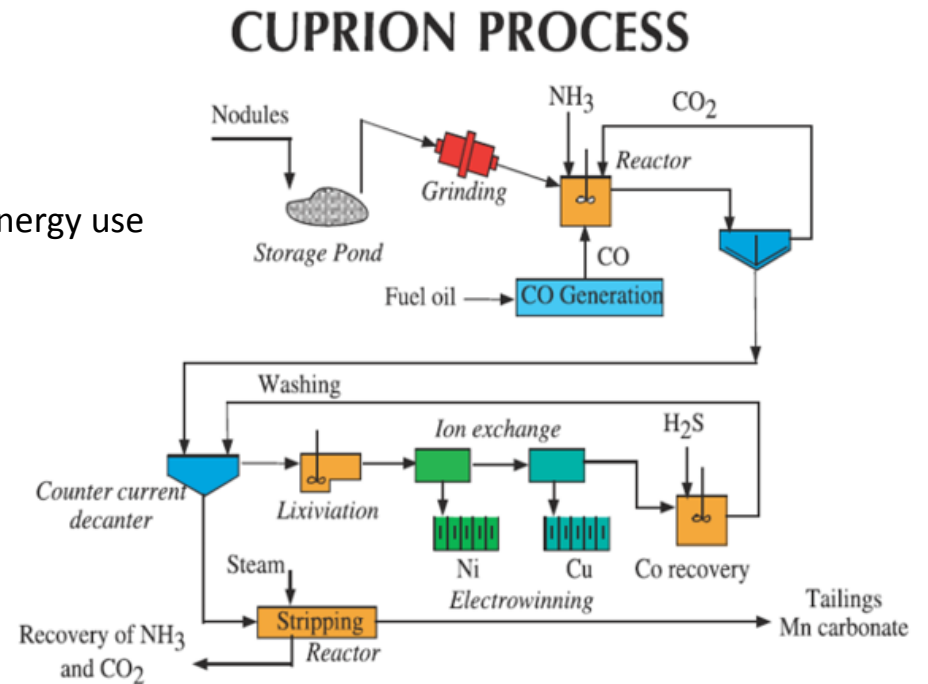 CUPRION PROCESS
NH3
CO2
Nodules
Reactor
Grinding
nergy use
Storage Pond
CO
Fuel oil
CO Generation
Washing
Ion exchange
H2S
Counter current
decanter
Lixiviation
Ni
Cu
Co recovery
Electrowinning
Steam
Stripping
Reactor
Tailings
Mn carbonate
Recovery of NH3
and CO2